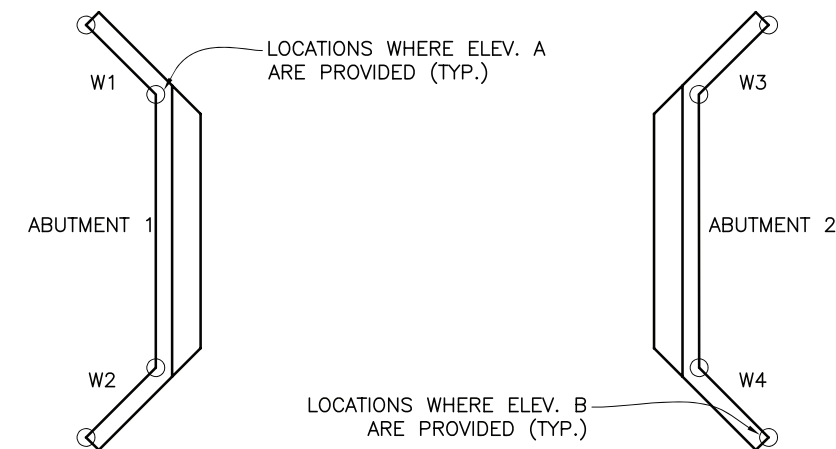 LOCATIONS WHERE ELEV. A
ARE PROVIDED (TYP.)
W1
W3
ABUTMENT 1
ABUTMENT 2
W2
W4
LOCATIONS WHERE ELEV. B
ARE PROVIDED (TYP.)